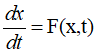 dx/dt = F(x,t)